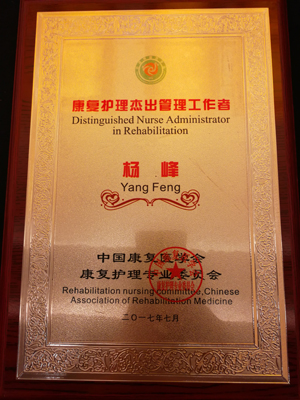 康复护理杰出管理工作者
Distinguished Nurse Administrator
in Rehabilitation
杨峰
Yang Feng
中国康复医学会
康复护理专业委员会
Rehabilitation nursing committee,Chinese
Association of Rehabilitation Medicine
二〇一七年七月